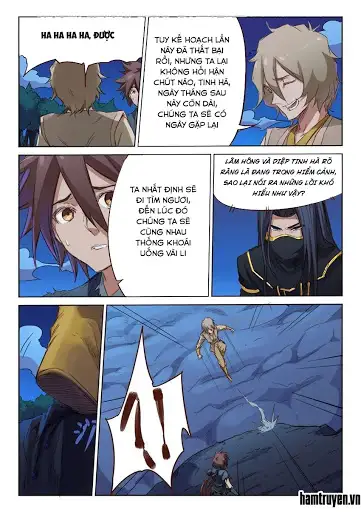 HA HA HA HA, ĐƯỢC
TUY KẾ HOẠCH LẦN
NÀY ĐÃ THẤT BẠI
RỒI, NHƯNG TA LẠI
KHÔNG HỐI HẬN
CHÚT NÀO, TINH HÀ,
NGÀY THÁNG SAU
NÀY CÒN DÀI,
CHÚNG TA SẼ CÓ
NGÀY GẶP LẠI
TA NHẤT ĐỊNH SẼ
ĐI TÌM NGƯƠI,
ĐẾN LÚC ĐÓ
CHÚNG TA SẼ
CÙNG NHAU
THỐNG KHOÁI
UỐNG VÀI LI
LÂM HỒNG VÀ DIỆP TINH HÀ RÕ
RÀNG LÀ ĐANG TRONG HIỂM CẢNH,
SAO LẠI NÓI RA NHỮNG LỜI KHÓ
HIỂU NHƯ VẬY?
!!
hamtruyen.vn